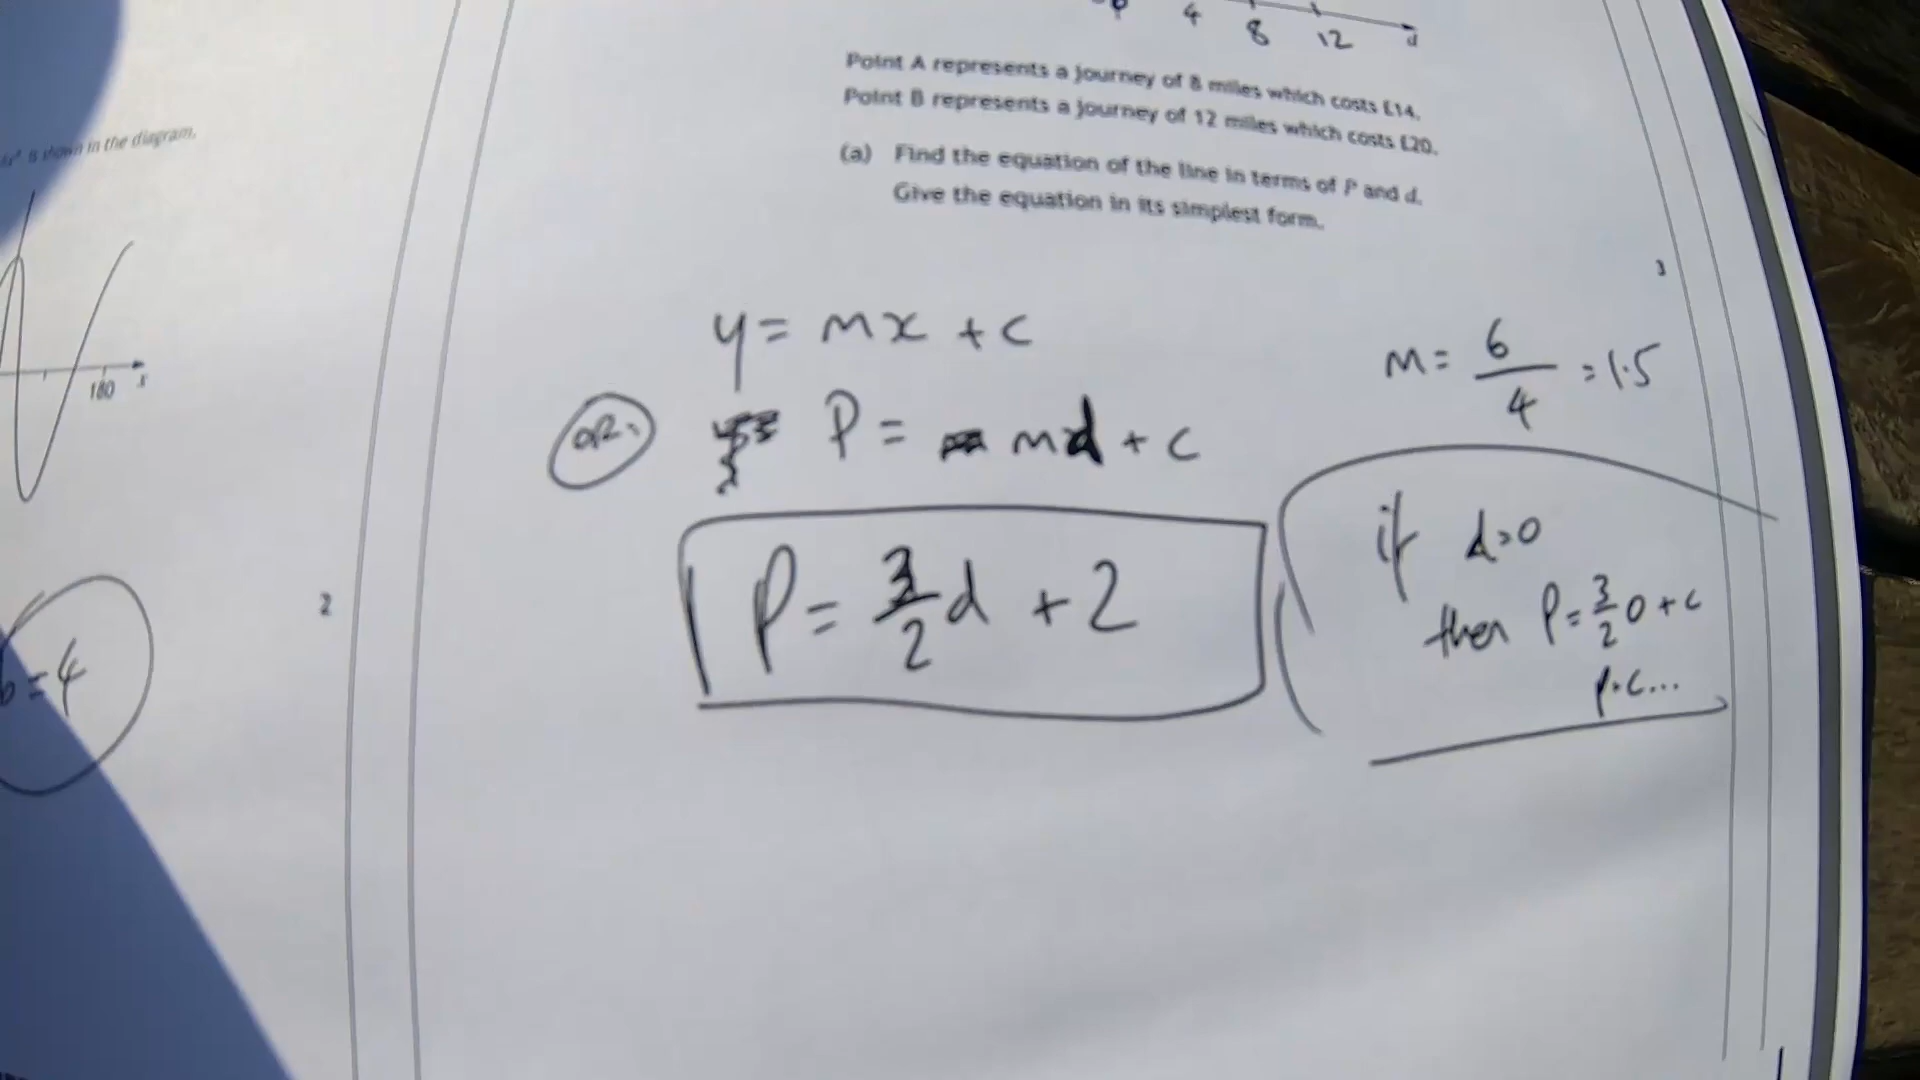 4 8 12 d
Point A represents a journey of 8 miles which costs £14.
Point B represents a journey of 12 miles which costs £20.
(a) Find the equation of the line in terms of P and d.
Give the equation in its simplest form.
3
is shown in the diagram.
180 x
2
b=4
y = mx + c
m = 6/4 = 1.5
OR: P = md + c
P = 3/2 d + 2
if d=0
then P = 3/2 0 + c
P=c...